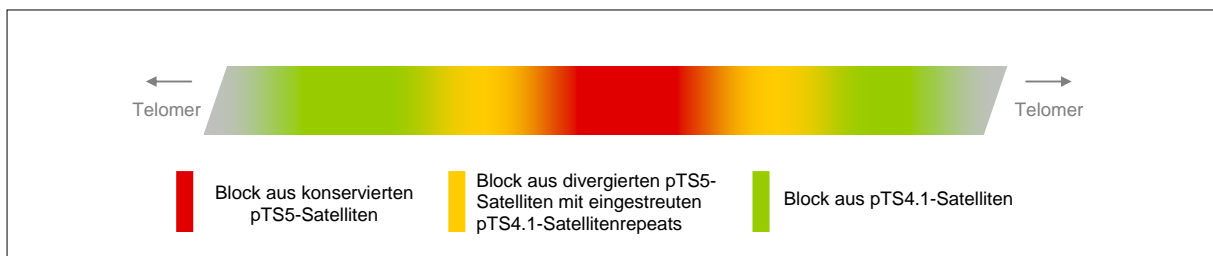 Telomer
Telomer
Block aus konservierten
pTS5-Satelliten
Block aus divergierten pTS5-
Satelliten mit eingestreuten
pTS4.1-Satellitenrepeats
Block aus pTS4.1-Satelliten